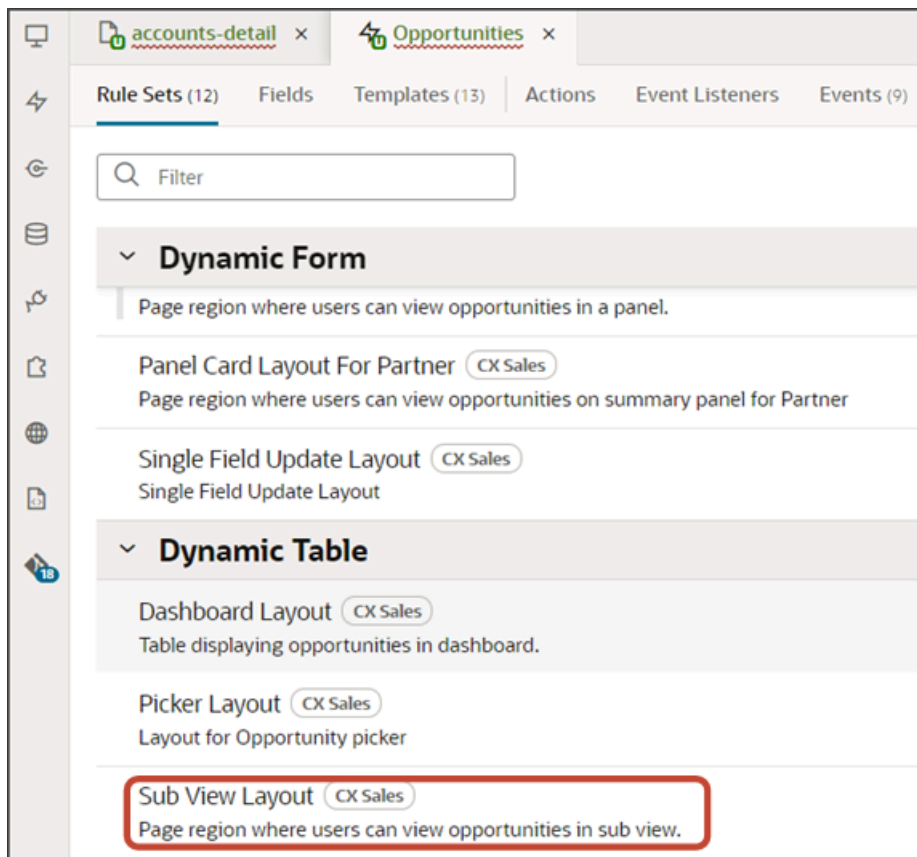 accounts-detail × Opportunities ×
Rule Sets (12) Fields Templates (13) Actions Event Listeners Events (9)
Filter
Dynamic Form
Page region where users can view opportunities in a panel.
Panel Card Layout For Partner CX Sales
Page region where users can view opportunities on summary panel for Partner
Single Field Update Layout CX Sales
Single Field Update Layout
Dynamic Table
18
Dashboard Layout CX Sales
Table displaying opportunities in dashboard.
Picker Layout CX Sales
Layout for Opportunity picker
Sub View Layout CX Sales
Page region where users can view opportunities in sub view.